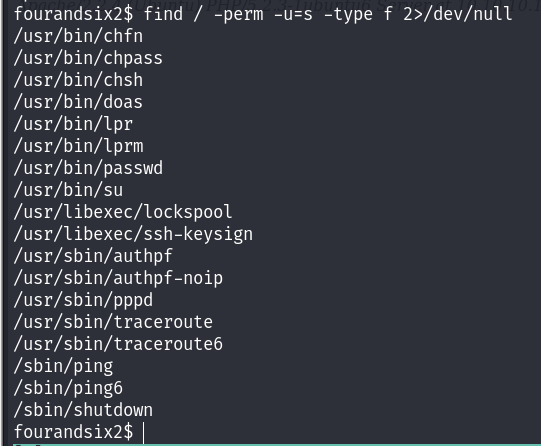 fourandsix2$ find / -perm -u=s -type f 2>/dev/null
/usr/bin/chfn
/usr/bin/chpass
/usr/bin/chsh
/usr/bin/doas
/usr/bin/lpr
/usr/bin/lprm
/usr/bin/passwd
/usr/bin/su
/usr/libexec/lockspool
/usr/libexec/ssh-keysign
/usr/sbin/authpf
/usr/sbin/authpf-noip
/usr/sbin/pppd
/usr/sbin/traceroute
/usr/sbin/traceroute6
/sbin/ping
/sbin/ping6
/sbin/shutdown
fourandsix2$